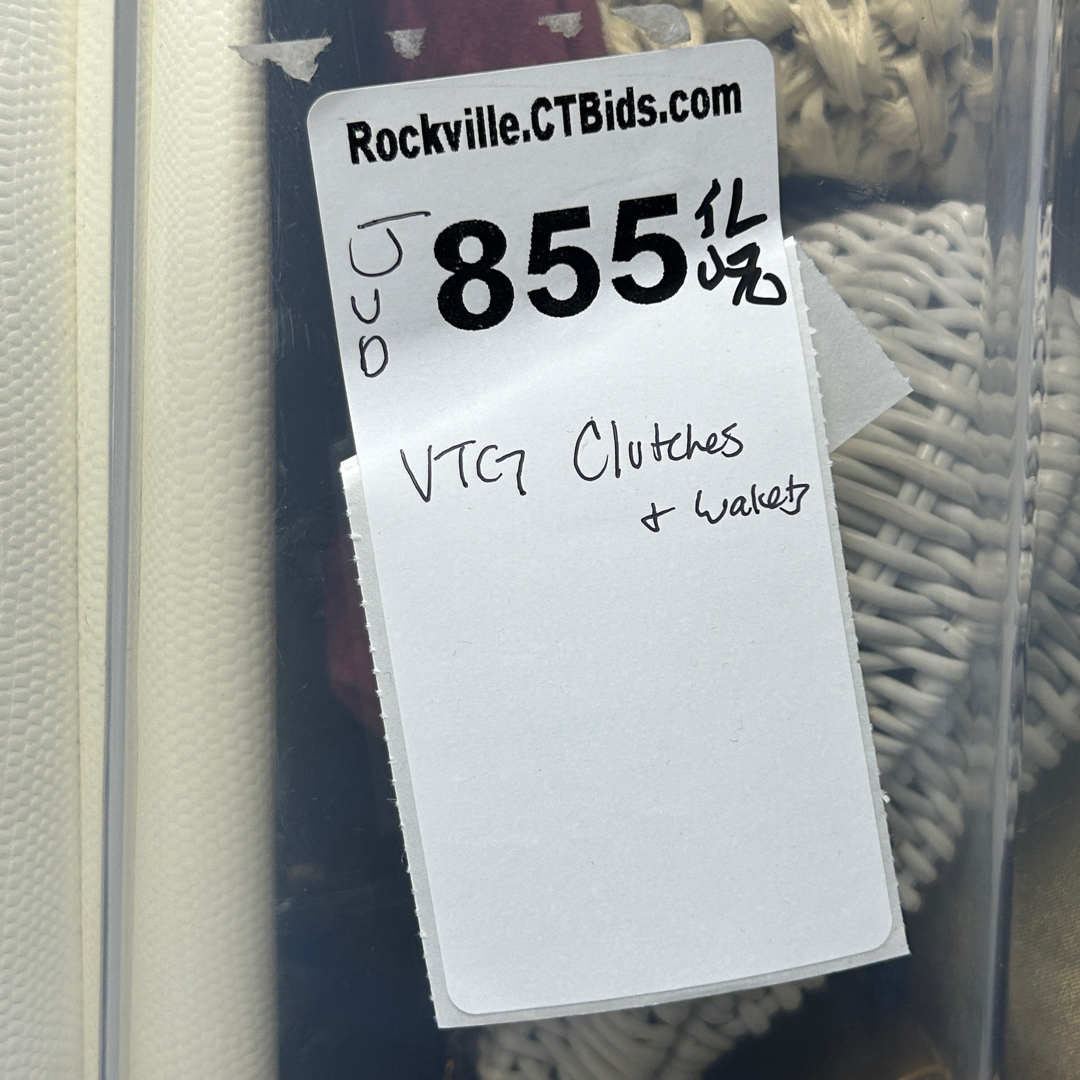 Rockville.CTBids.com
855
VTG Clutches
+ Wallets